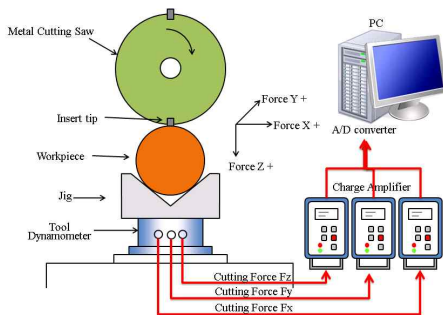 PC
Metal Cutting Saw
Insert tip
Force Y +
Force X +
Force Z +
A/D converter
Workpiece
Jig
Charge Amplifier
Tool
Dynamometer
Cutting Force Fz
Cutting Force Fy
Cutting Force Fx